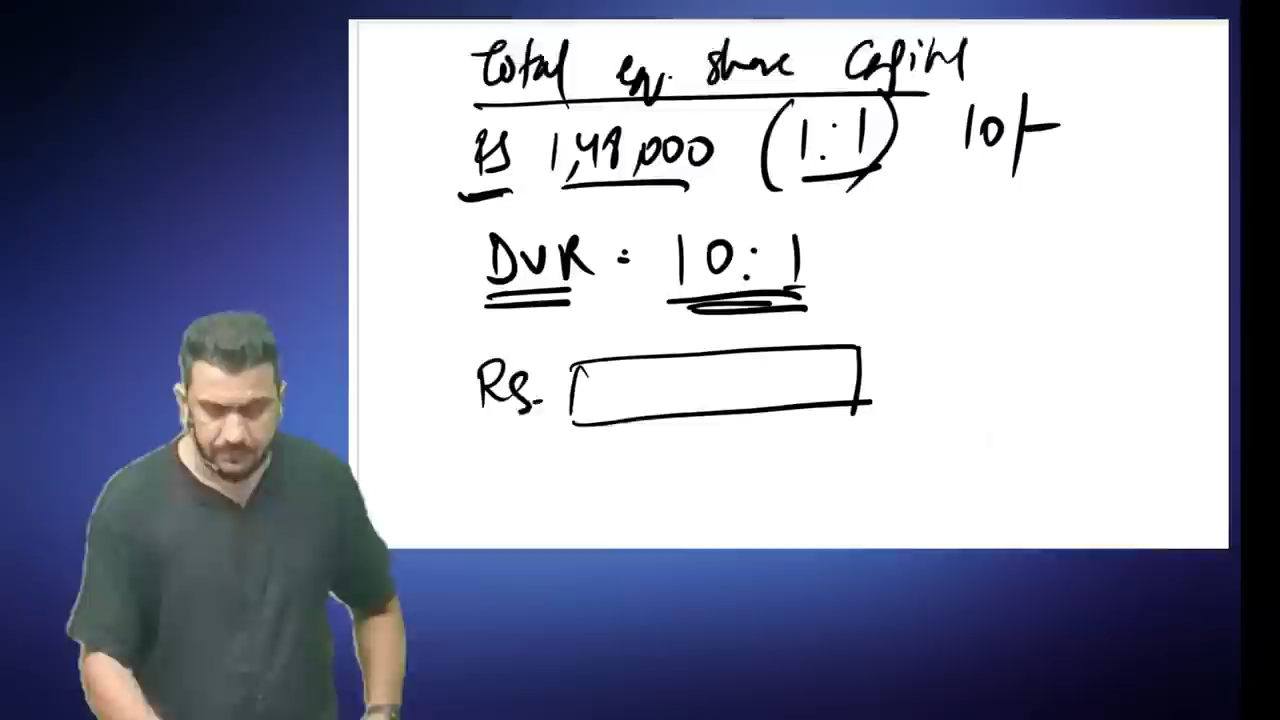 Total eq. share Capital
Rs 1,49,000 (1:1) 10/-
DVR = 10:1
Rs.